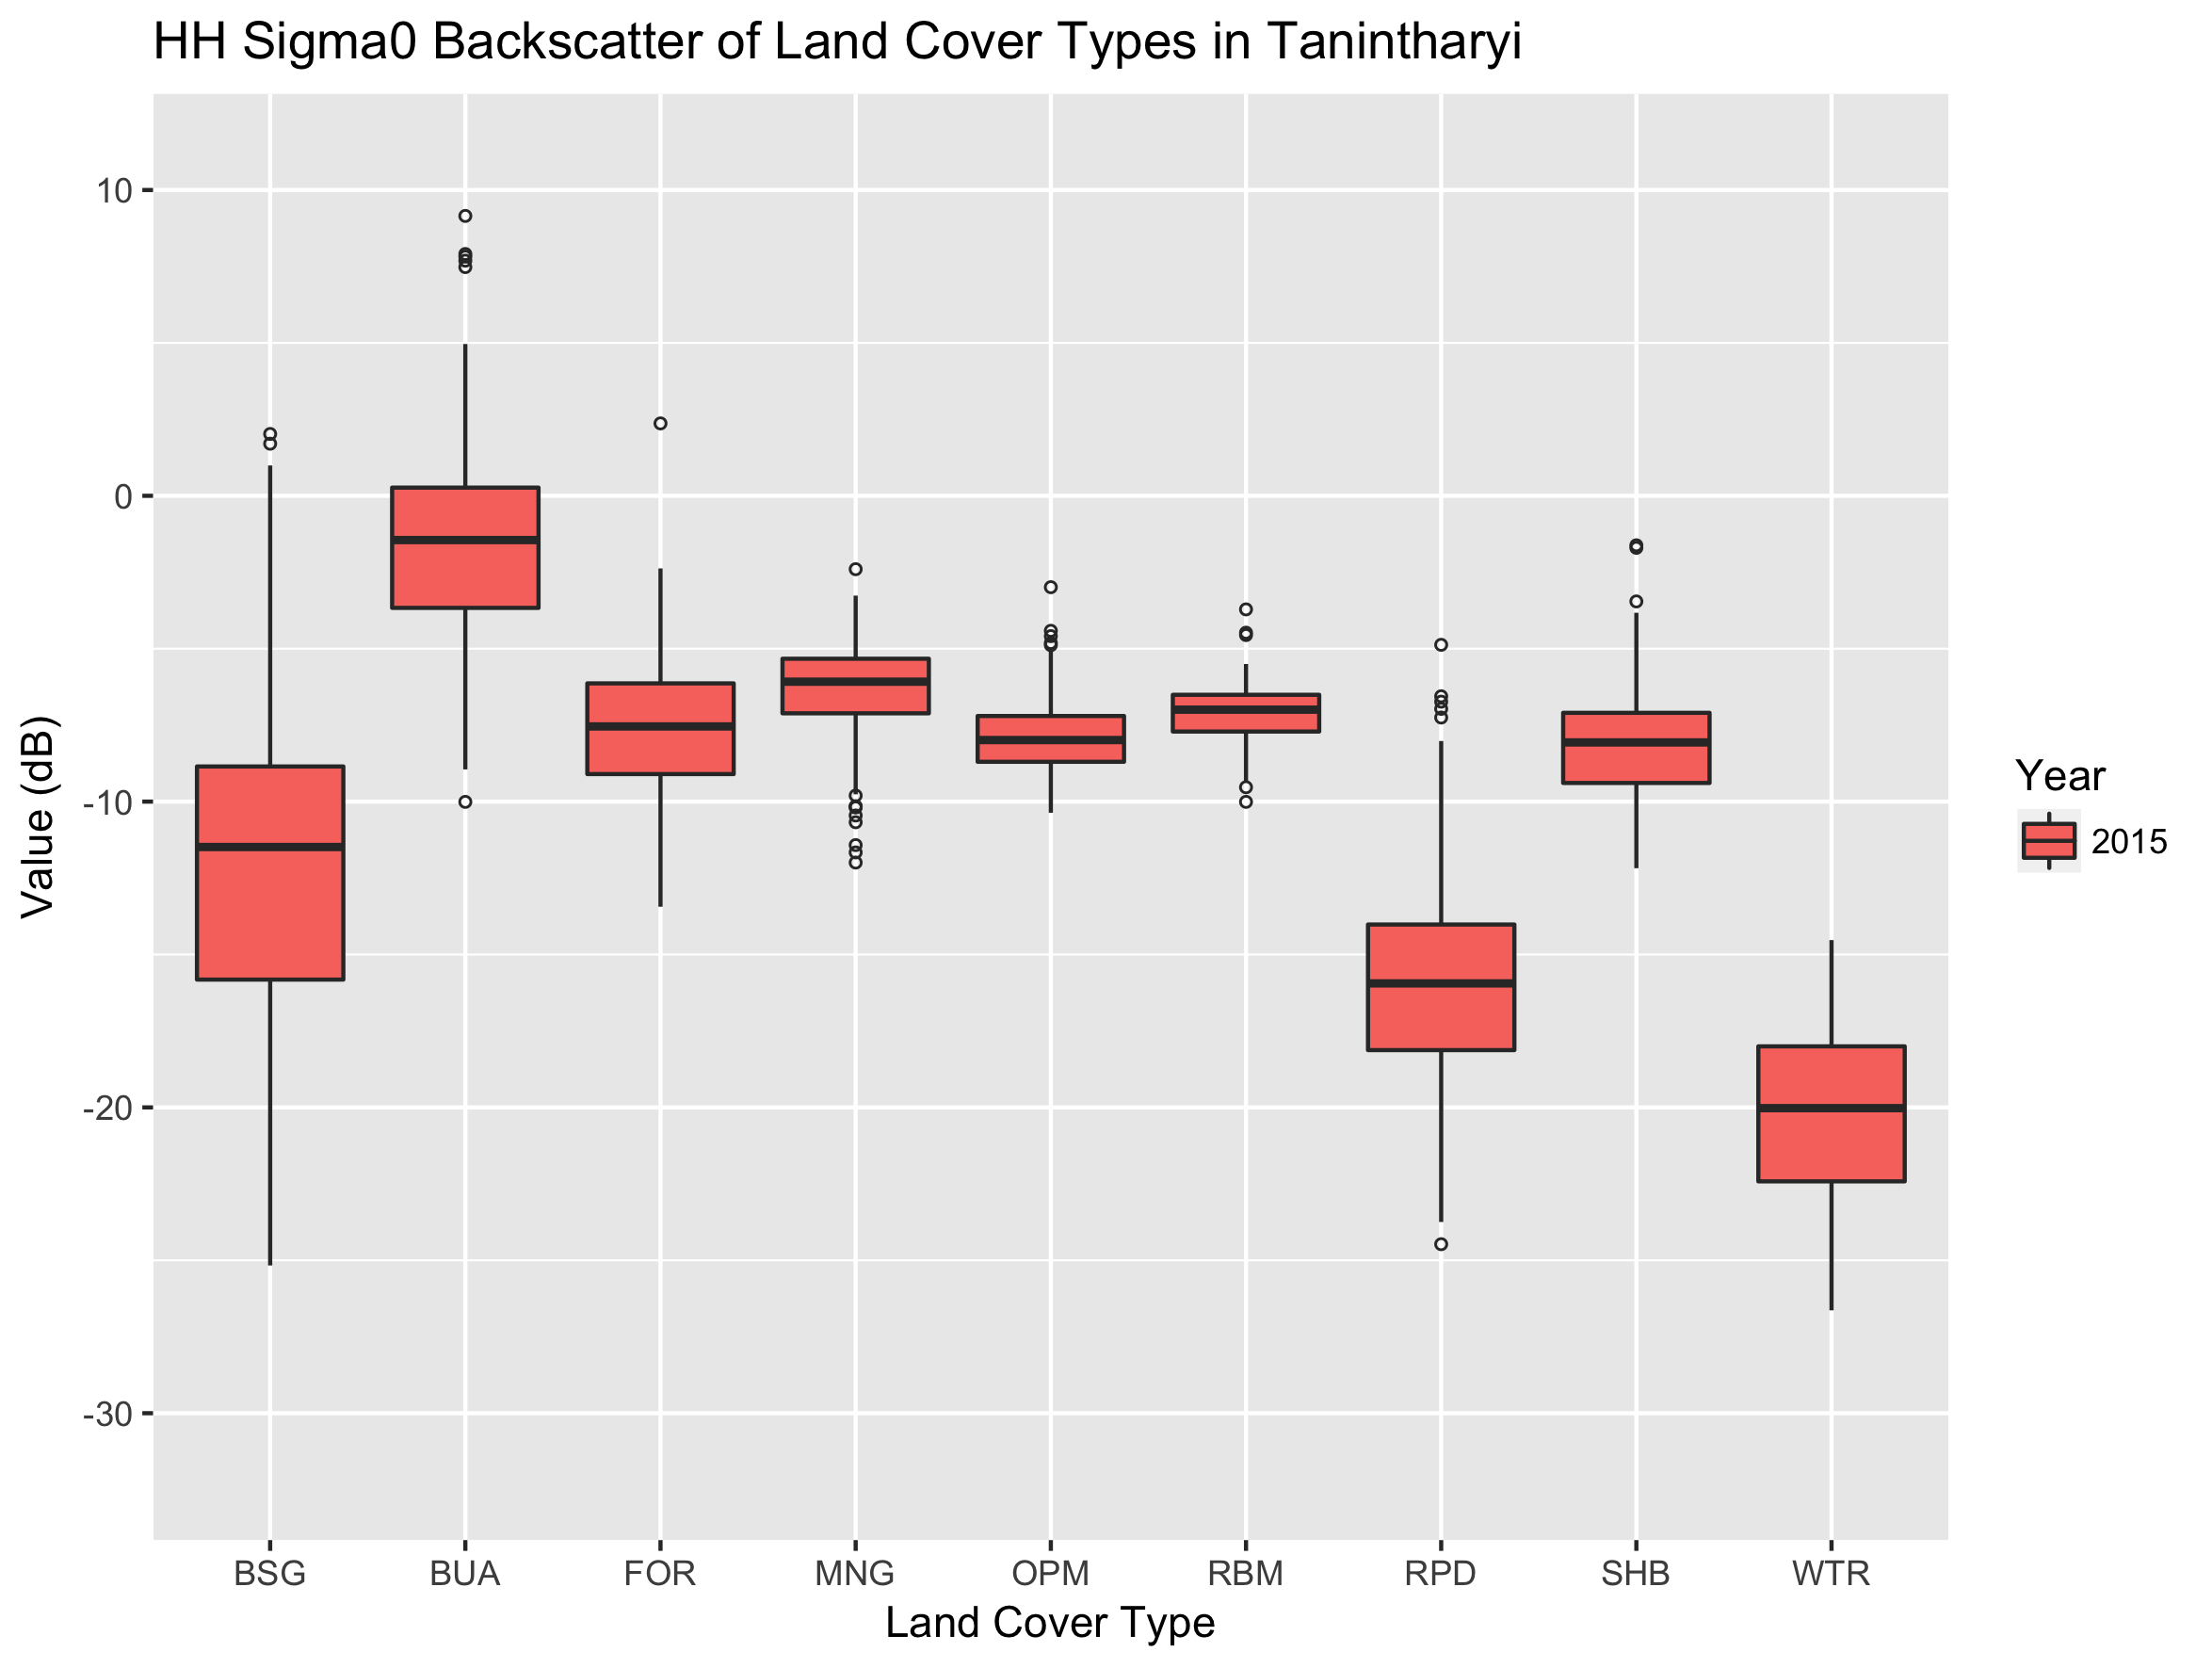 HH Sigma0 Backscatter of Land Cover Types in Tanintharyi
Value (dB)
10
0
-10
-20
-30
BSG BUA FOR MNG OPM RBM RPD SHB WTR
Land Cover Type
Year
2015